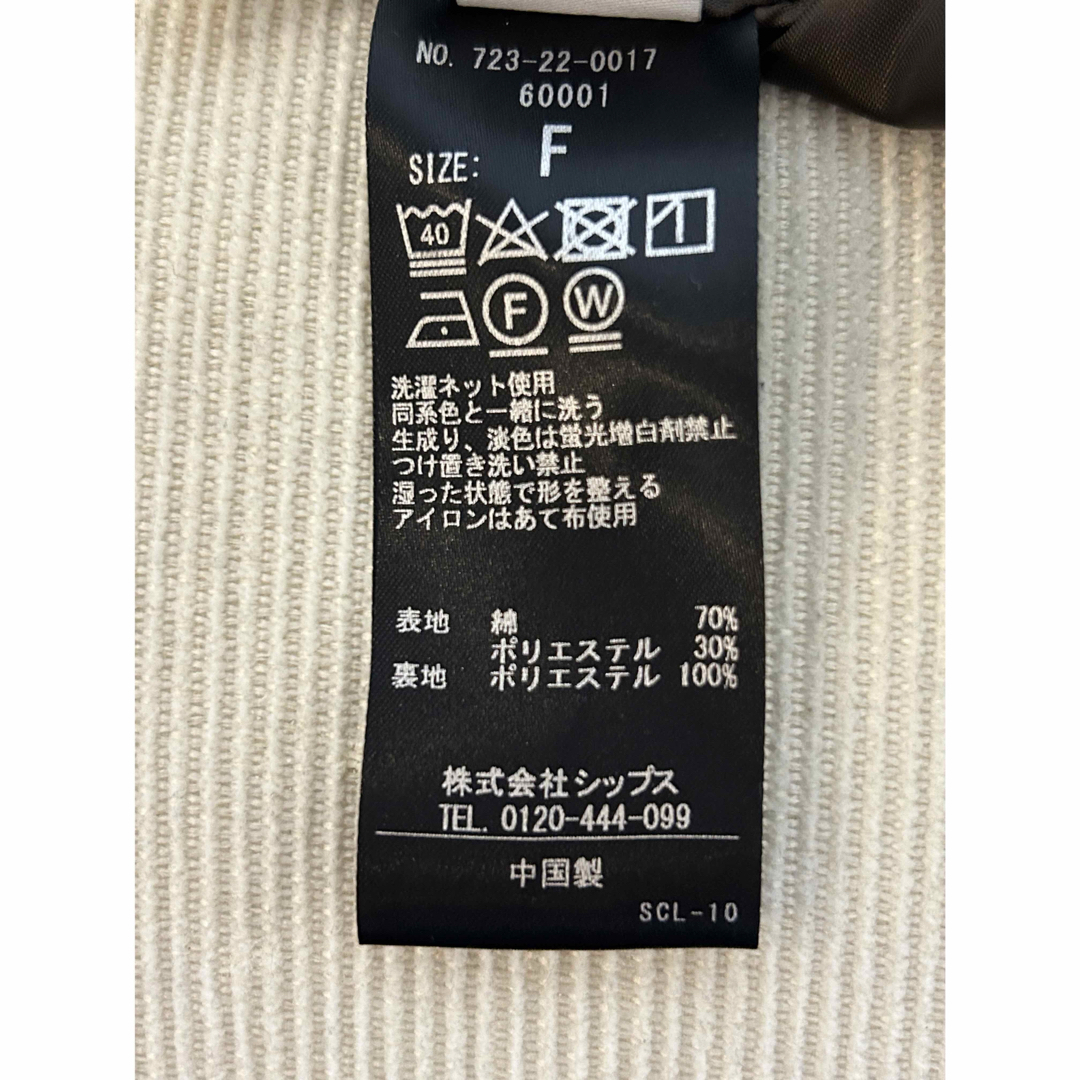 NO. 723-22-0017
60001
SIZE: F
40
F W
洗濯ネット使用
同系色と一緒に洗う
生成り、淡色は蛍光増白剤禁止
つけ置き洗い禁止
湿った状態で形を整える
アイロンはあて布使用
表地 綿 70%
ポリエステル 30%
裏地 ポリエステル 100%
株式会社シップス
TEL. 0120-444-099
中国製
SCL-10